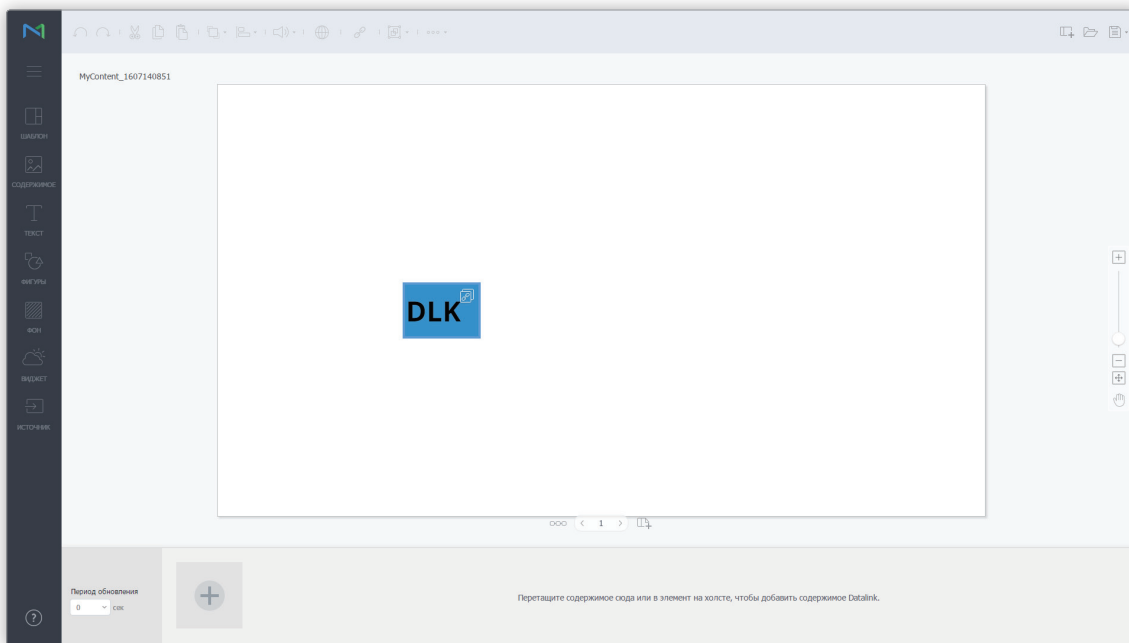 MyContent_1607140851
ШАБЛОН
СОДЕРЖИМОЕ
ТЕКСТ
ФИГУРЫ
ФОН
ВИДЖЕТ
ИСТОЧНИК
DLK
1
Период обновления
0 сек
Перетащите содержимое сюда или в элемент на холсте, чтобы добавить содержимое Datalink.
?